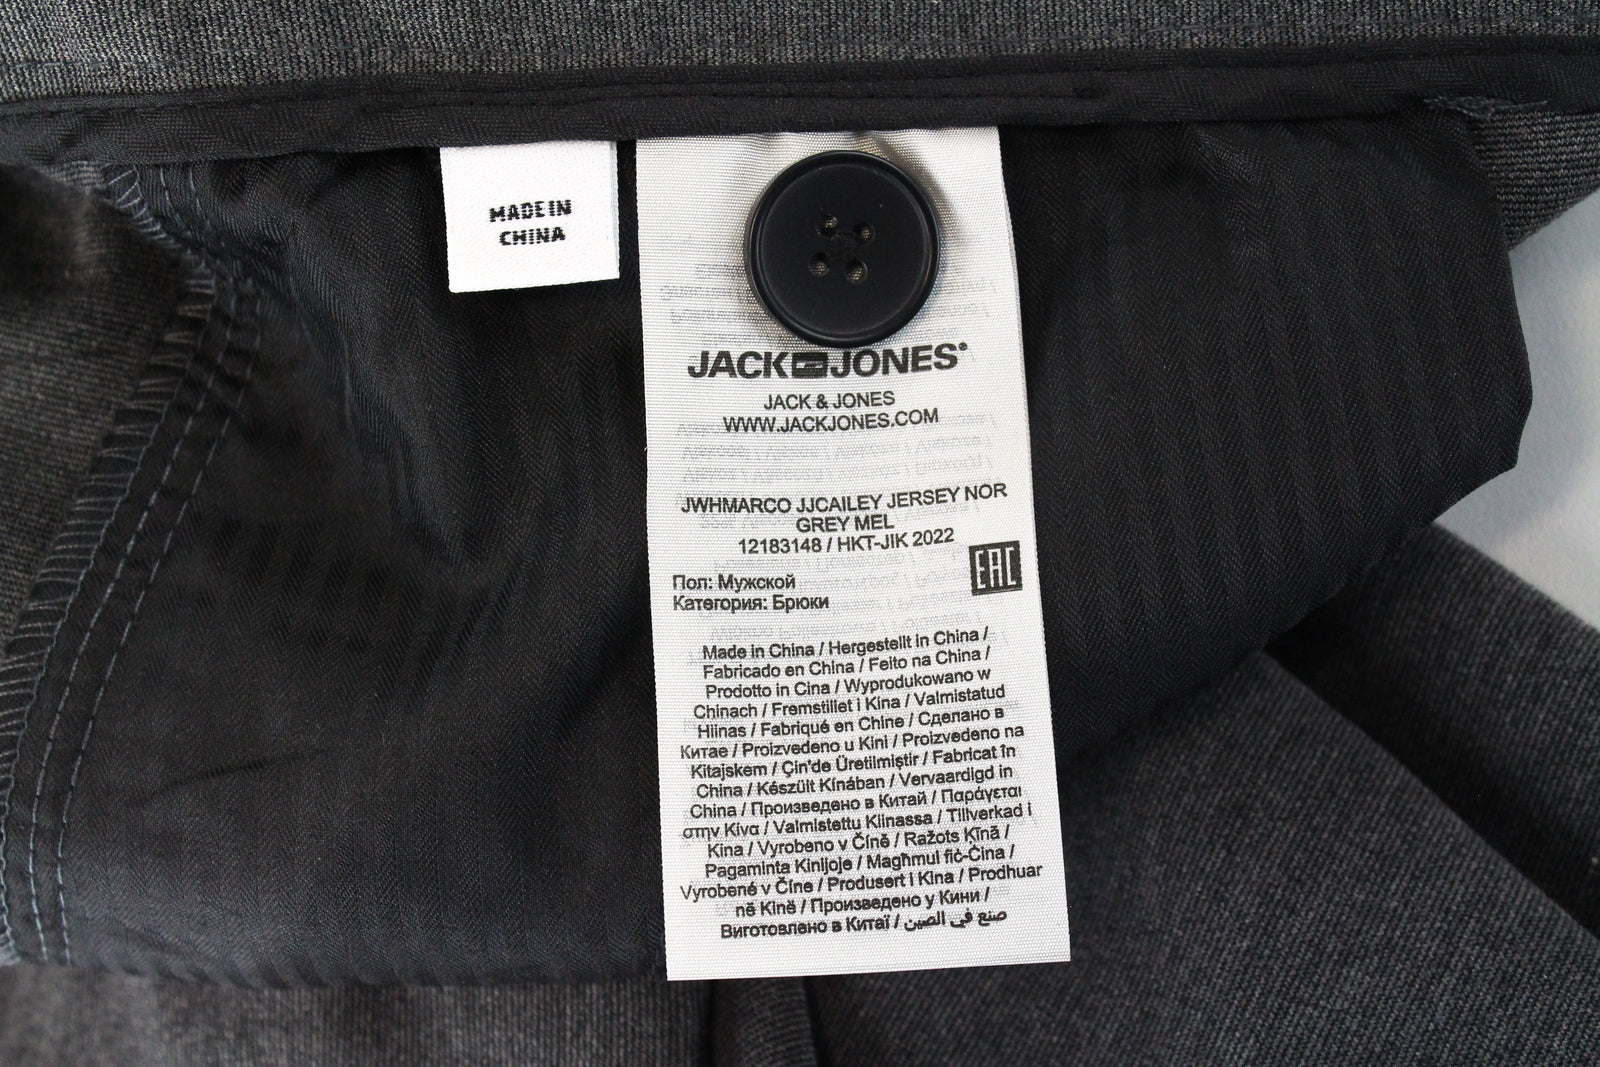 MADE IN
CHINA
JACK JONES®
JACK & JONES
WWW.JACKJONES.COM
JWHMARCO JJCAILEY JERSEY NOR
GREY MEL
12183148 / HKT-JIK 2022
EAC
Пол: Мужской
Категория: Брюки
Made in China / Hergestellt in China /
Fabricado en China / Feito na China /
Prodotto in Cina / Wyprodukowano w
Chinach / Fremstillet i Kina / Valmistatud
Hiinas / Fabriqué en Chine / Сделано в
Китае / Proizvedeno u Kini / Proizvedeno na
Kitajskem / Çin'de Üretilmiştir / Fabricat în
China / Készült Kínában / Vervaardigd in
China / Произведено в Китай / Παράγεται
στην Κίνα / Valmistettu Kiinassa / Tillverkad i
Kina / Vyrobeno v Číně / Ražots Ķīnā /
Pagaminta Kinijoje / Magħmul fiċ-Ċina /
Vyrobené v Číne / Produsert i Kina / Prodhuar
në Kinë / Произведено у Кини /
Виготовлено в Китаї / صنع في الصين